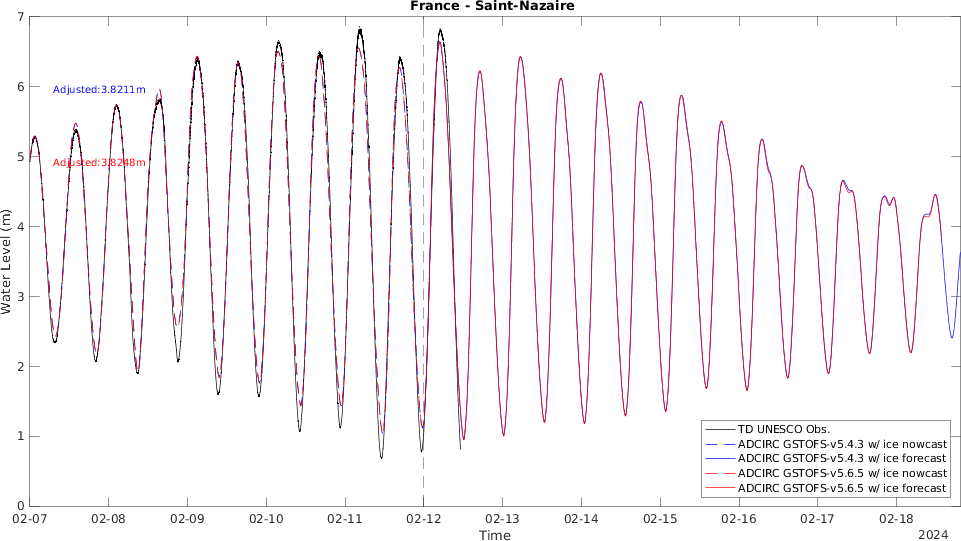 France - Saint-Nazaire
7
6
5
4
3
2
1
0
Water Level (m)
Adjusted:3.8211m
Adjusted:3.8248m
TD UNESCO Obs.
ADCIRC GSTOFS-v5.4.3 w/ ice nowcast
ADCIRC GSTOFS-v5.4.3 w/ ice forecast
ADCIRC GSTOFS-v5.6.5 w/ ice nowcast
ADCIRC GSTOFS-v5.6.5 w/ ice forecast
02-07 02-08 02-09 02-10 02-11 02-12 02-13 02-14 02-15 02-16 02-17 02-18
Time
2024